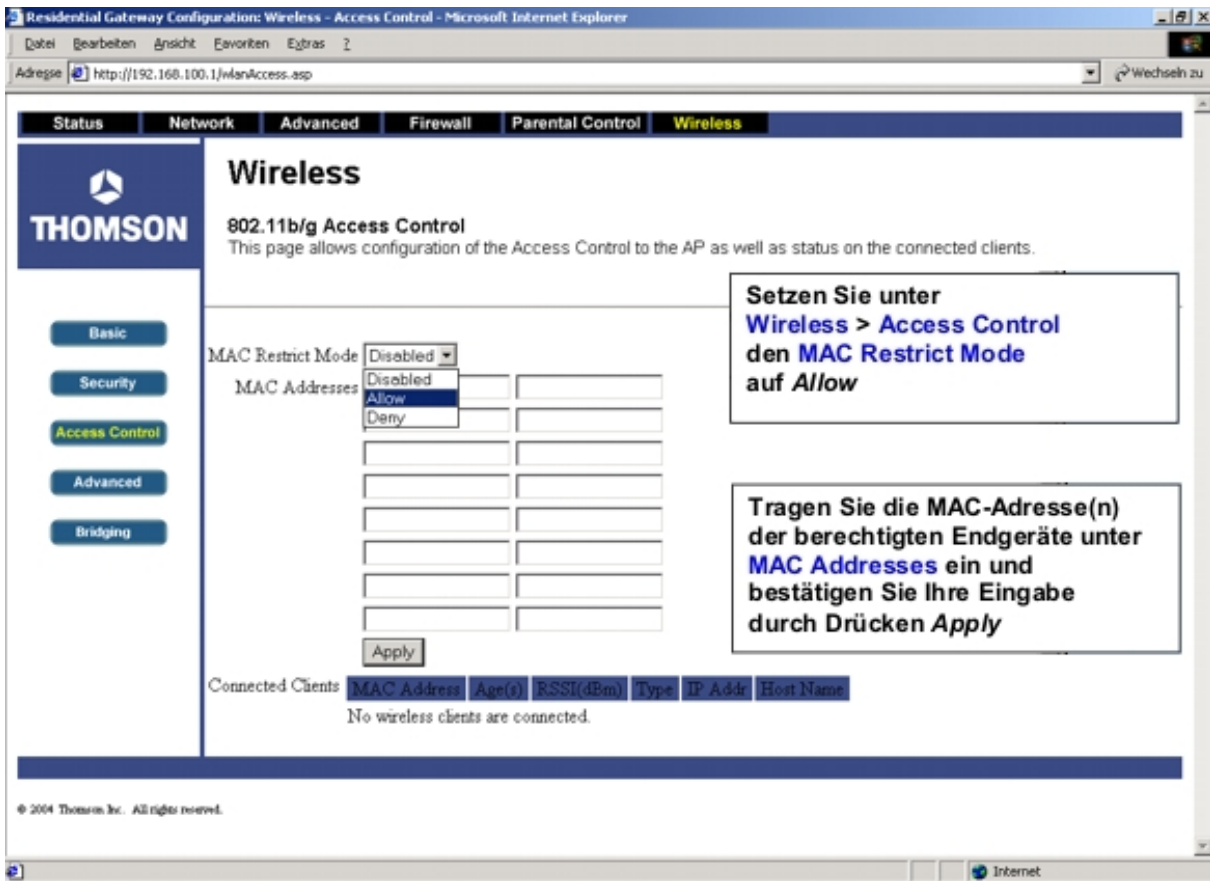 Residential Gateway Configuration: Wireless - Access Control - Microsoft Internet Explorer
Datei Bearbeiten Ansicht Favoriten Extras ?
Adresse http://192.168.100.1/wlanAccess.asp Wechseln zu
Status Network Advanced Firewall Parental Control Wireless
THOMSON
Wireless
802.11b/g Access Control
This page allows configuration of the Access Control to the AP as well as status on the connected clients.
Basic
Security
Access Control
Advanced
Bridging
MAC Restrict Mode Disabled
Disabled
Allow
Deny
MAC Addresses
Apply
Setzen Sie unter
Wireless > Access Control
den MAC Restrict Mode
auf Allow
Tragen Sie die MAC-Adresse(n)
der berechtigten Endgeräte unter
MAC Addresses ein und
bestätigen Sie Ihre Eingabe
durch Drücken Apply
Connected Clients MAC Address Age(s) RSSI(dBm) Type IP Addr Host Name
No wireless clients are connected.
© 2004 Thomson Inc. All rights reserved.
Internet